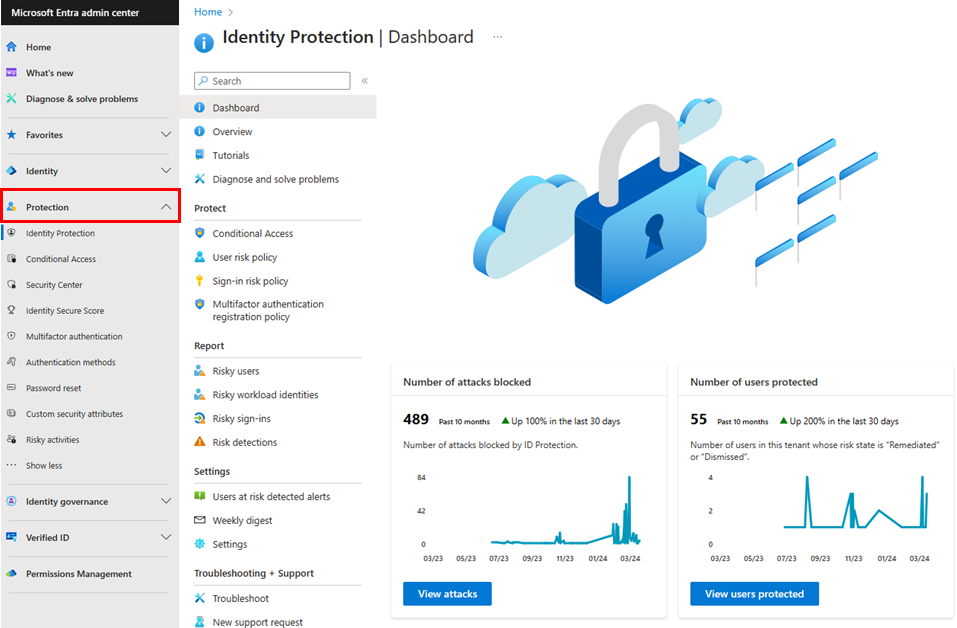 Microsoft Entra admin center
Home
What's new
Diagnose & solve problems
Favorites
Identity
Protection
Identity Protection
Conditional Access
Security Center
Identity Secure Score
Multifactor authentication
Authentication methods
Password reset
Custom security attributes
Risky activities
Show less
Identity governance
Verified ID
Permissions Management
Home
Identity Protection | Dashboard
Search
Dashboard
Overview
Tutorials
Diagnose and solve problems
Protect
Conditional Access
User risk policy
Sign-in risk policy
Multifactor authentication
registration policy
Report
Risky users
Risky workload identities
Risky sign-ins
Risk detections
Settings
Users at risk detected alerts
Weekly digest
Settings
Troubleshooting + Support
Troubleshoot
New support request
Number of attacks blocked
489 Past 10 months Up 100% in the last 30 days
Number of attacks blocked by ID Protection.
84
42
0
03/23 05/23 07/23 09/23 11/23 01/24 03/24
View attacks
Number of users protected
55 Past 10 months Up 200% in the last 30 days
Number of users in this tenant whose risk state is "Remediated"
or "Dismissed".
4
2
0
03/23 05/23 07/23 09/23 11/23 01/24 03/24
View users protected